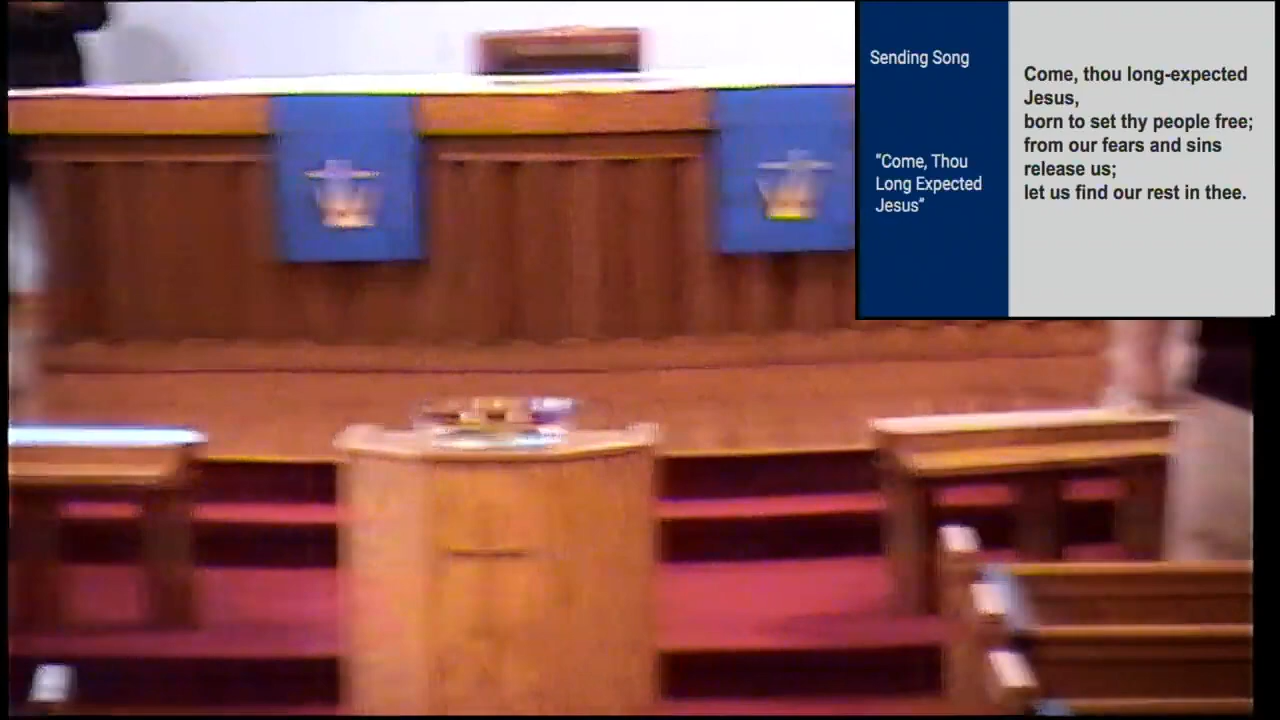 Sending Song
"Come, Thou
Long Expected
Jesus"
Come, thou long-expected
Jesus,
born to set thy people free;
from our fears and sins
release us;
let us find our rest in thee.